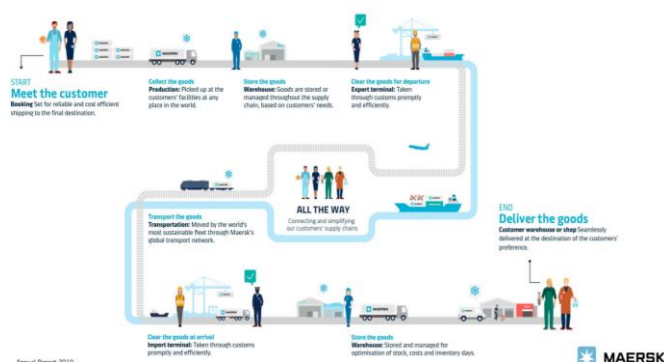 START
Meet the customer
Booking Set for reliable and cost efficient
shipping to the final destination.
MAERSK
Collect the goods
Production: Picked up at the
customers' facilities at any
place in the world.
Store the goods
Warehouse: Goods are stored or
managed throughout the supply
chain, based on customers' needs.
Clear the goods for departure
Export terminal: Taken
through customs promptly
and efficiently.
ALL THE WAY
Connecting and simplifying
our customers' supply chains
Transport the goods
Transportation: Moved by the world's
most sustainable fleet through Maersk's
global transport network.
END
Deliver the goods
Customer warehouse or shop Seamlessly
delivered at the destination of the customers'
preference.
Clear the goods at arrival
Import terminal: Taken through customs
promptly and efficiently.
Store the goods
Warehouse: Stored and managed for
optimisation of stock, costs and inventory days.
Annual Report 2019
MAERSK